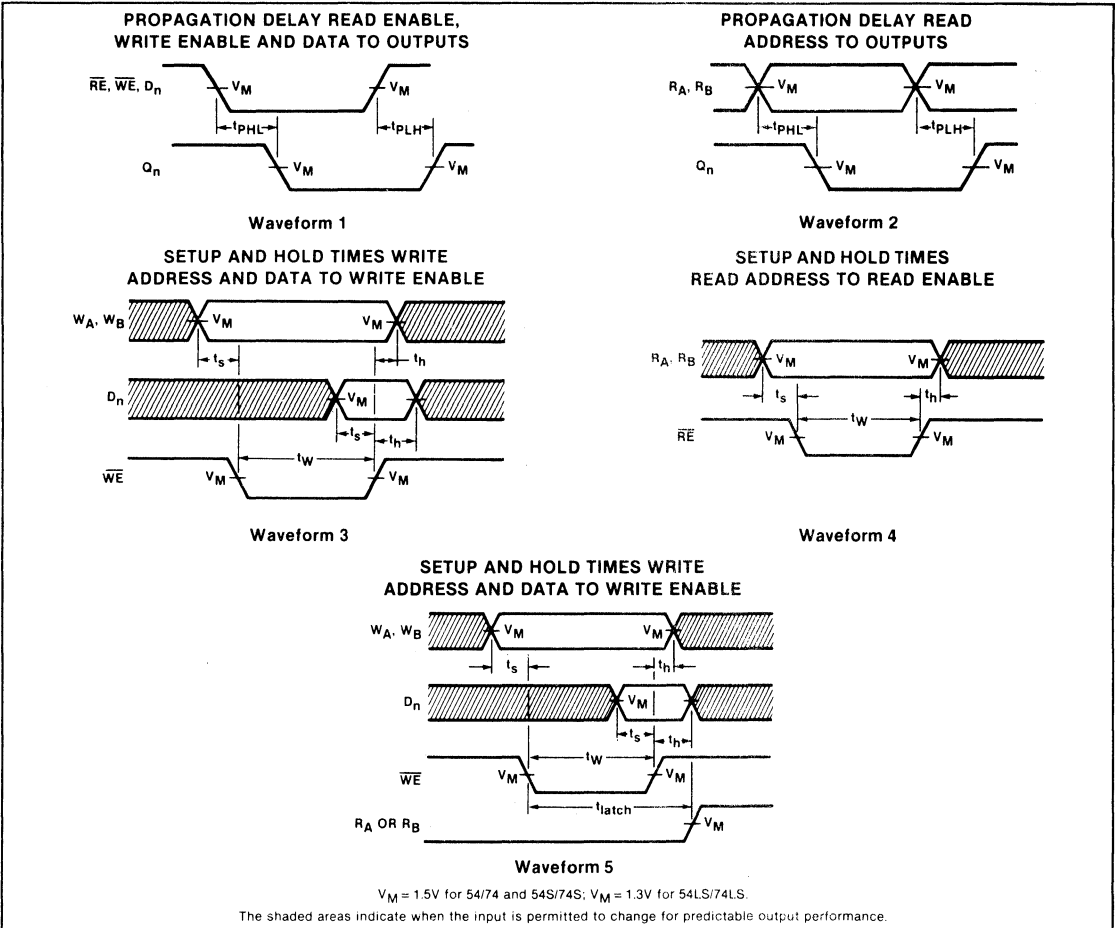 PROPAGATION DELAY READ ENABLE,
WRITE ENABLE AND DATA TO OUTPUTS
RE, WE, Dn
VM
VM
tPHL
tPLH
Qn
VM
VM
Waveform 1
PROPAGATION DELAY READ
ADDRESS TO OUTPUTS
RA, RB
VM
VM
tPHL
tPLH
Qn
VM
VM
Waveform 2
SETUP AND HOLD TIMES WRITE
ADDRESS AND DATA TO WRITE ENABLE
WA, WB
VM
VM
ts
th
Dn
VM
ts
th
tW
WE
VM
VM
Waveform 3
SETUP AND HOLD TIMES
READ ADDRESS TO READ ENABLE
RA, RB
VM
VM
ts
th
tW
RE
VM
VM
Waveform 4
SETUP AND HOLD TIMES WRITE
ADDRESS AND DATA TO WRITE ENABLE
WA, WB
VM
VM
ts
th
Dn
VM
ts
th
tW
WE
VM
VM
tlatch
RA OR RB
VM
Waveform 5
VM = 1.5V for 54/74 and 54S/74S; VM = 1.3V for 54LS/74LS.
The shaded areas indicate when the input is permitted to change for predictable output performance.